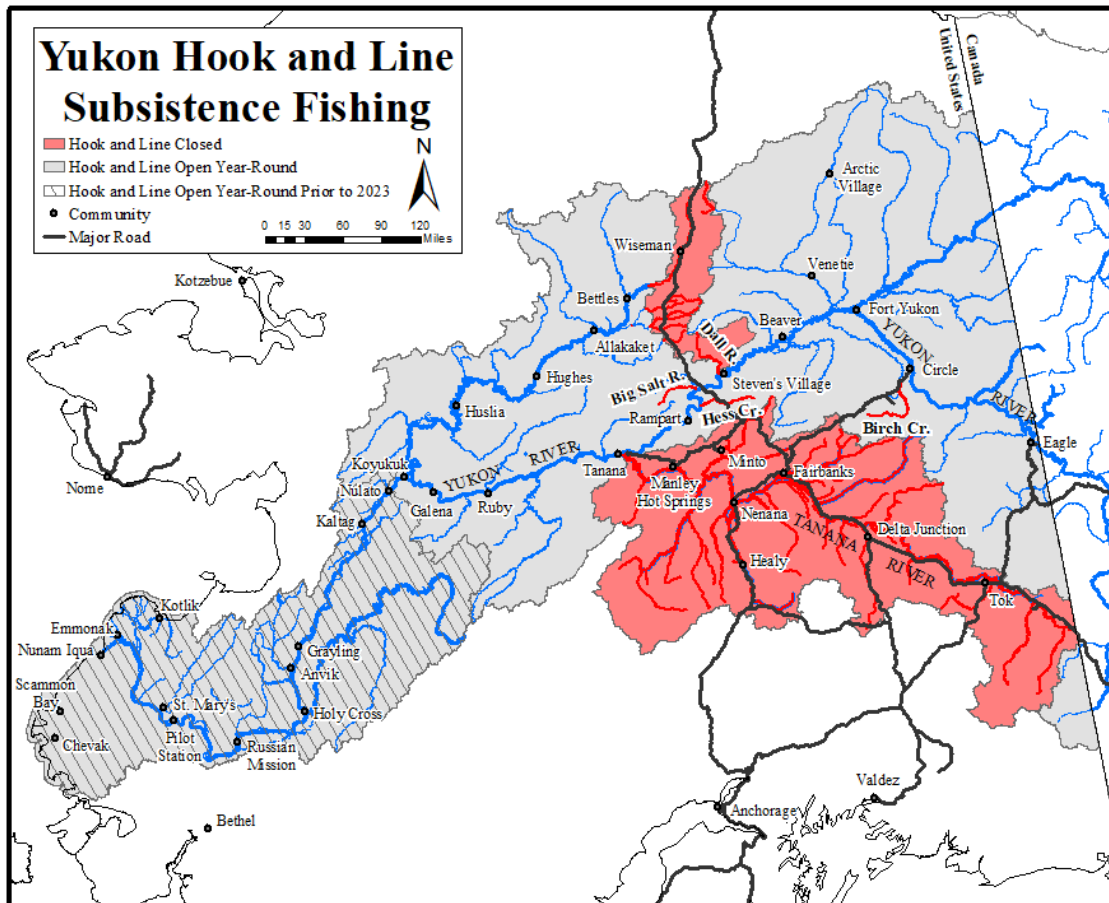 Yukon Hook and Line
Subsistence Fishing
Hook and Line Closed
Hook and Line Open Year-Round
Hook and Line Open Year-Round Prior to 2023
Community
Major Road
N
0 15 30 60 90 120
Miles
Canada
United States
Arctic
Village
Wiseman
Kotzebue
Venetie
Bettles
Fort Yukon
Beaver
Dall R.
Allakaket
YUKON
Circle
Steven's Village
Hughes
Big Salt R.
RIVER
Huslia
Rampart
Hess Cr.
Birch Cr.
Eagle
Koyukuk
YUKON
RIVER
Tanana
Minto
Fairbanks
Nome
Nulato
Galena
Ruby
Manley
Hot Springs
Nenana
Kaltag
TANANA
Delta Junction
Healy
RIVER
Tok
Kotlik
Emmonak
Nunam Iqua
Grayling
Anvik
Scammon
Bay
St. Mary's
Holy Cross
Pilot
Station
Chevak
Russian
Mission
Valdez
Anchorage
Bethel